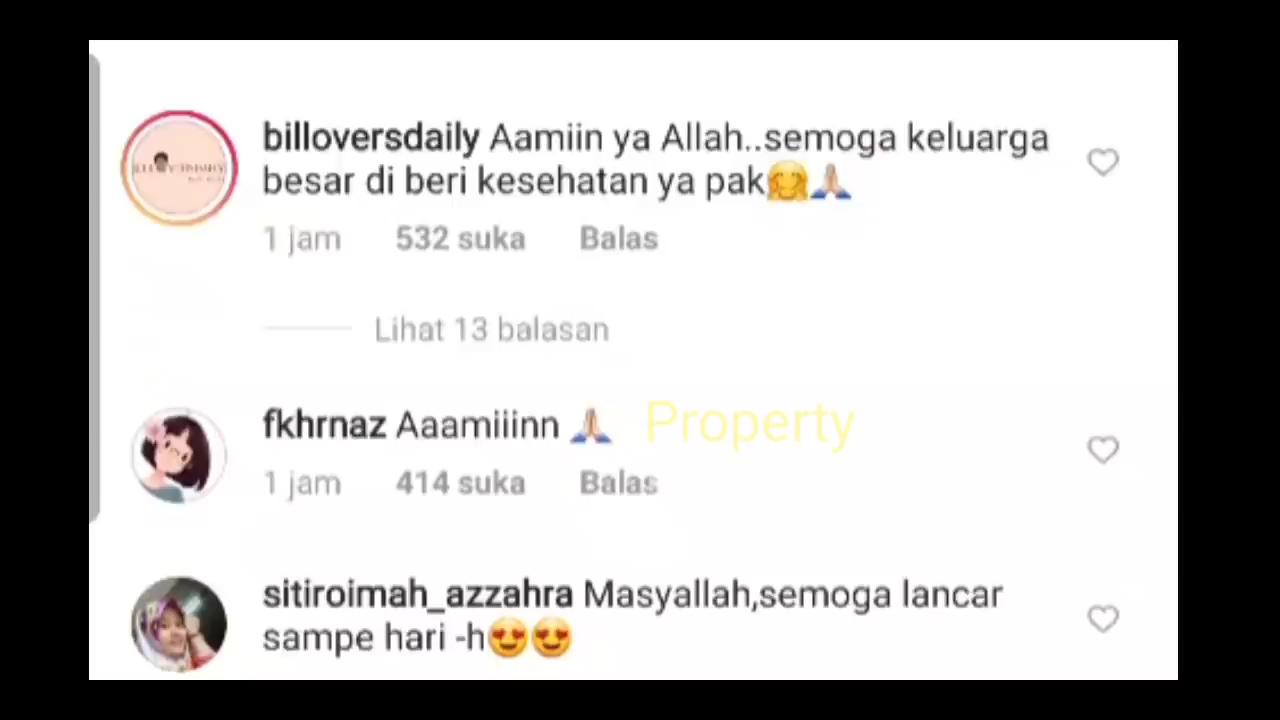 billoversdaily Aamiin ya Allah..semoga keluarga
besar di beri kesehatan ya pak🤗🙏🏼
1 jam 532 suka Balas
Lihat 13 balasan
fkhrnaz Aaamiiinn 🙏🏼 Property
1 jam 414 suka Balas
sitiroimah_azzahra Masyallah,semoga lancar
sampe hari -h😍😍